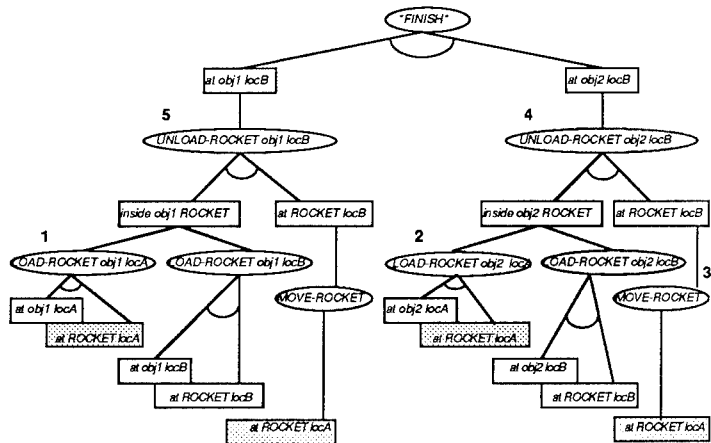 *FINISH*
at obj1 locB
at obj2 locB
5
4
UNLOAD-ROCKET obj1 locB
UNLOAD-ROCKET obj2 locB
inside obj1 ROCKET
at ROCKET locB
inside obj2 ROCKET
at ROCKET locB
1
2
LOAD-ROCKET obj1 locA
LOAD-ROCKET obj1 locB
LOAD-ROCKET obj2 locA
LOAD-ROCKET obj2 locB
3
at obj1 locA
MOVE-ROCKET
at obj2 locA
MOVE-ROCKET
at ROCKET locA
at ROCKET locA
at obj1 locB
at obj2 locB
at ROCKET locB
at ROCKET locB
at ROCKET locA
at ROCKET locA